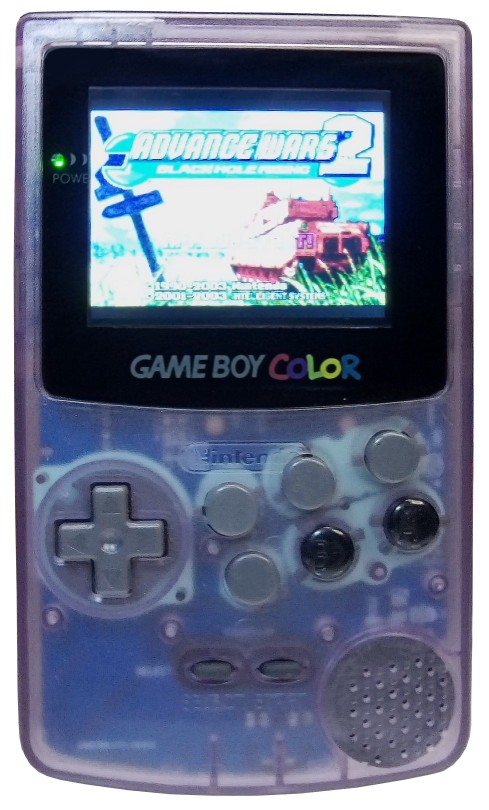 ADVANCE WARS 2
BLACK HOLE RISING
POWER
© 1990-2003 NINTENDO
© 2001-2003 INTELLIGENT SYSTEMS
GAME BOY COLOR
Nintendo
B
SELECT START